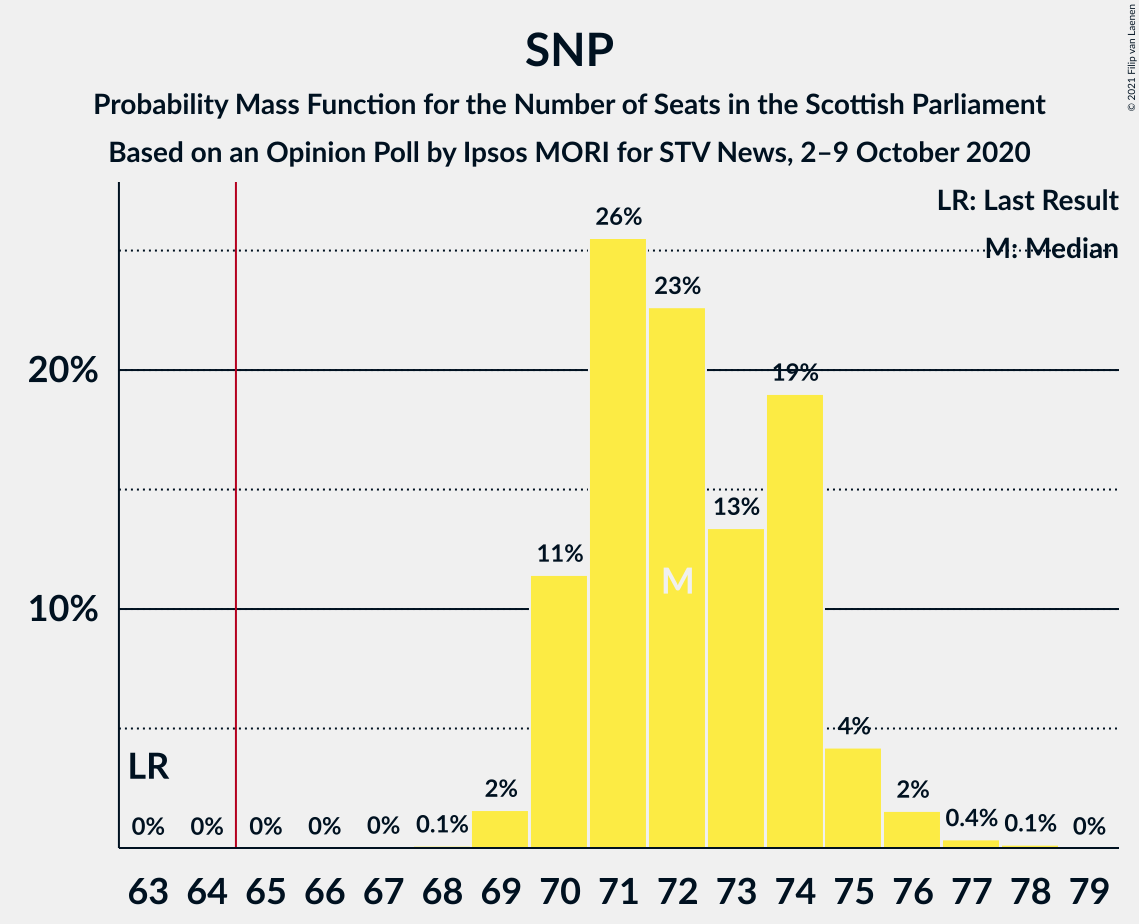 SNP
Probability Mass Function for the Number of Seats in the Scottish Parliament
Based on an Opinion Poll by Ipsos MORI for STV News, 2–9 October 2020
© 2021 Filip van Laenen
LR: Last Result
M: Median
26%
23%
20%
19%
13%
11%
M
10%
4%
LR
2%
2%
0% 0% 0% 0% 0% 0.1% 0.4% 0.1% 0%
63 64 65 66 67 68 69 70 71 72 73 74 75 76 77 78 79